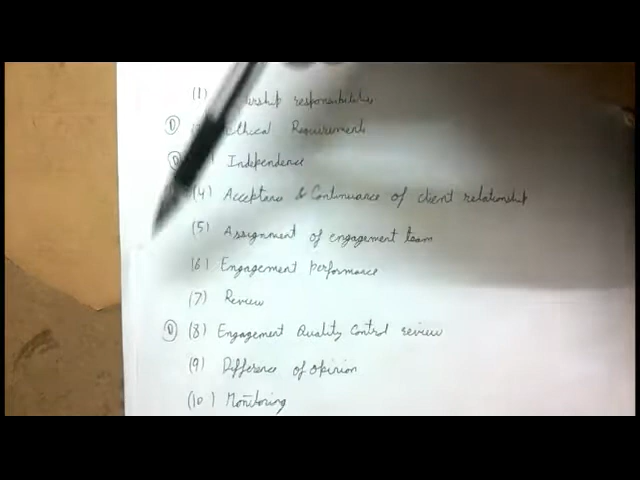 (1) responsibilities
(D) Ethical Requirements
(D) Independence
(4) Acceptance & Continuance of client relationship
(5) Assignment of engagement team
(6) Engagement performance
(7) Review
(D) (8) Engagement Quality Control review
(9) Difference of opinion
(10) Monitoring